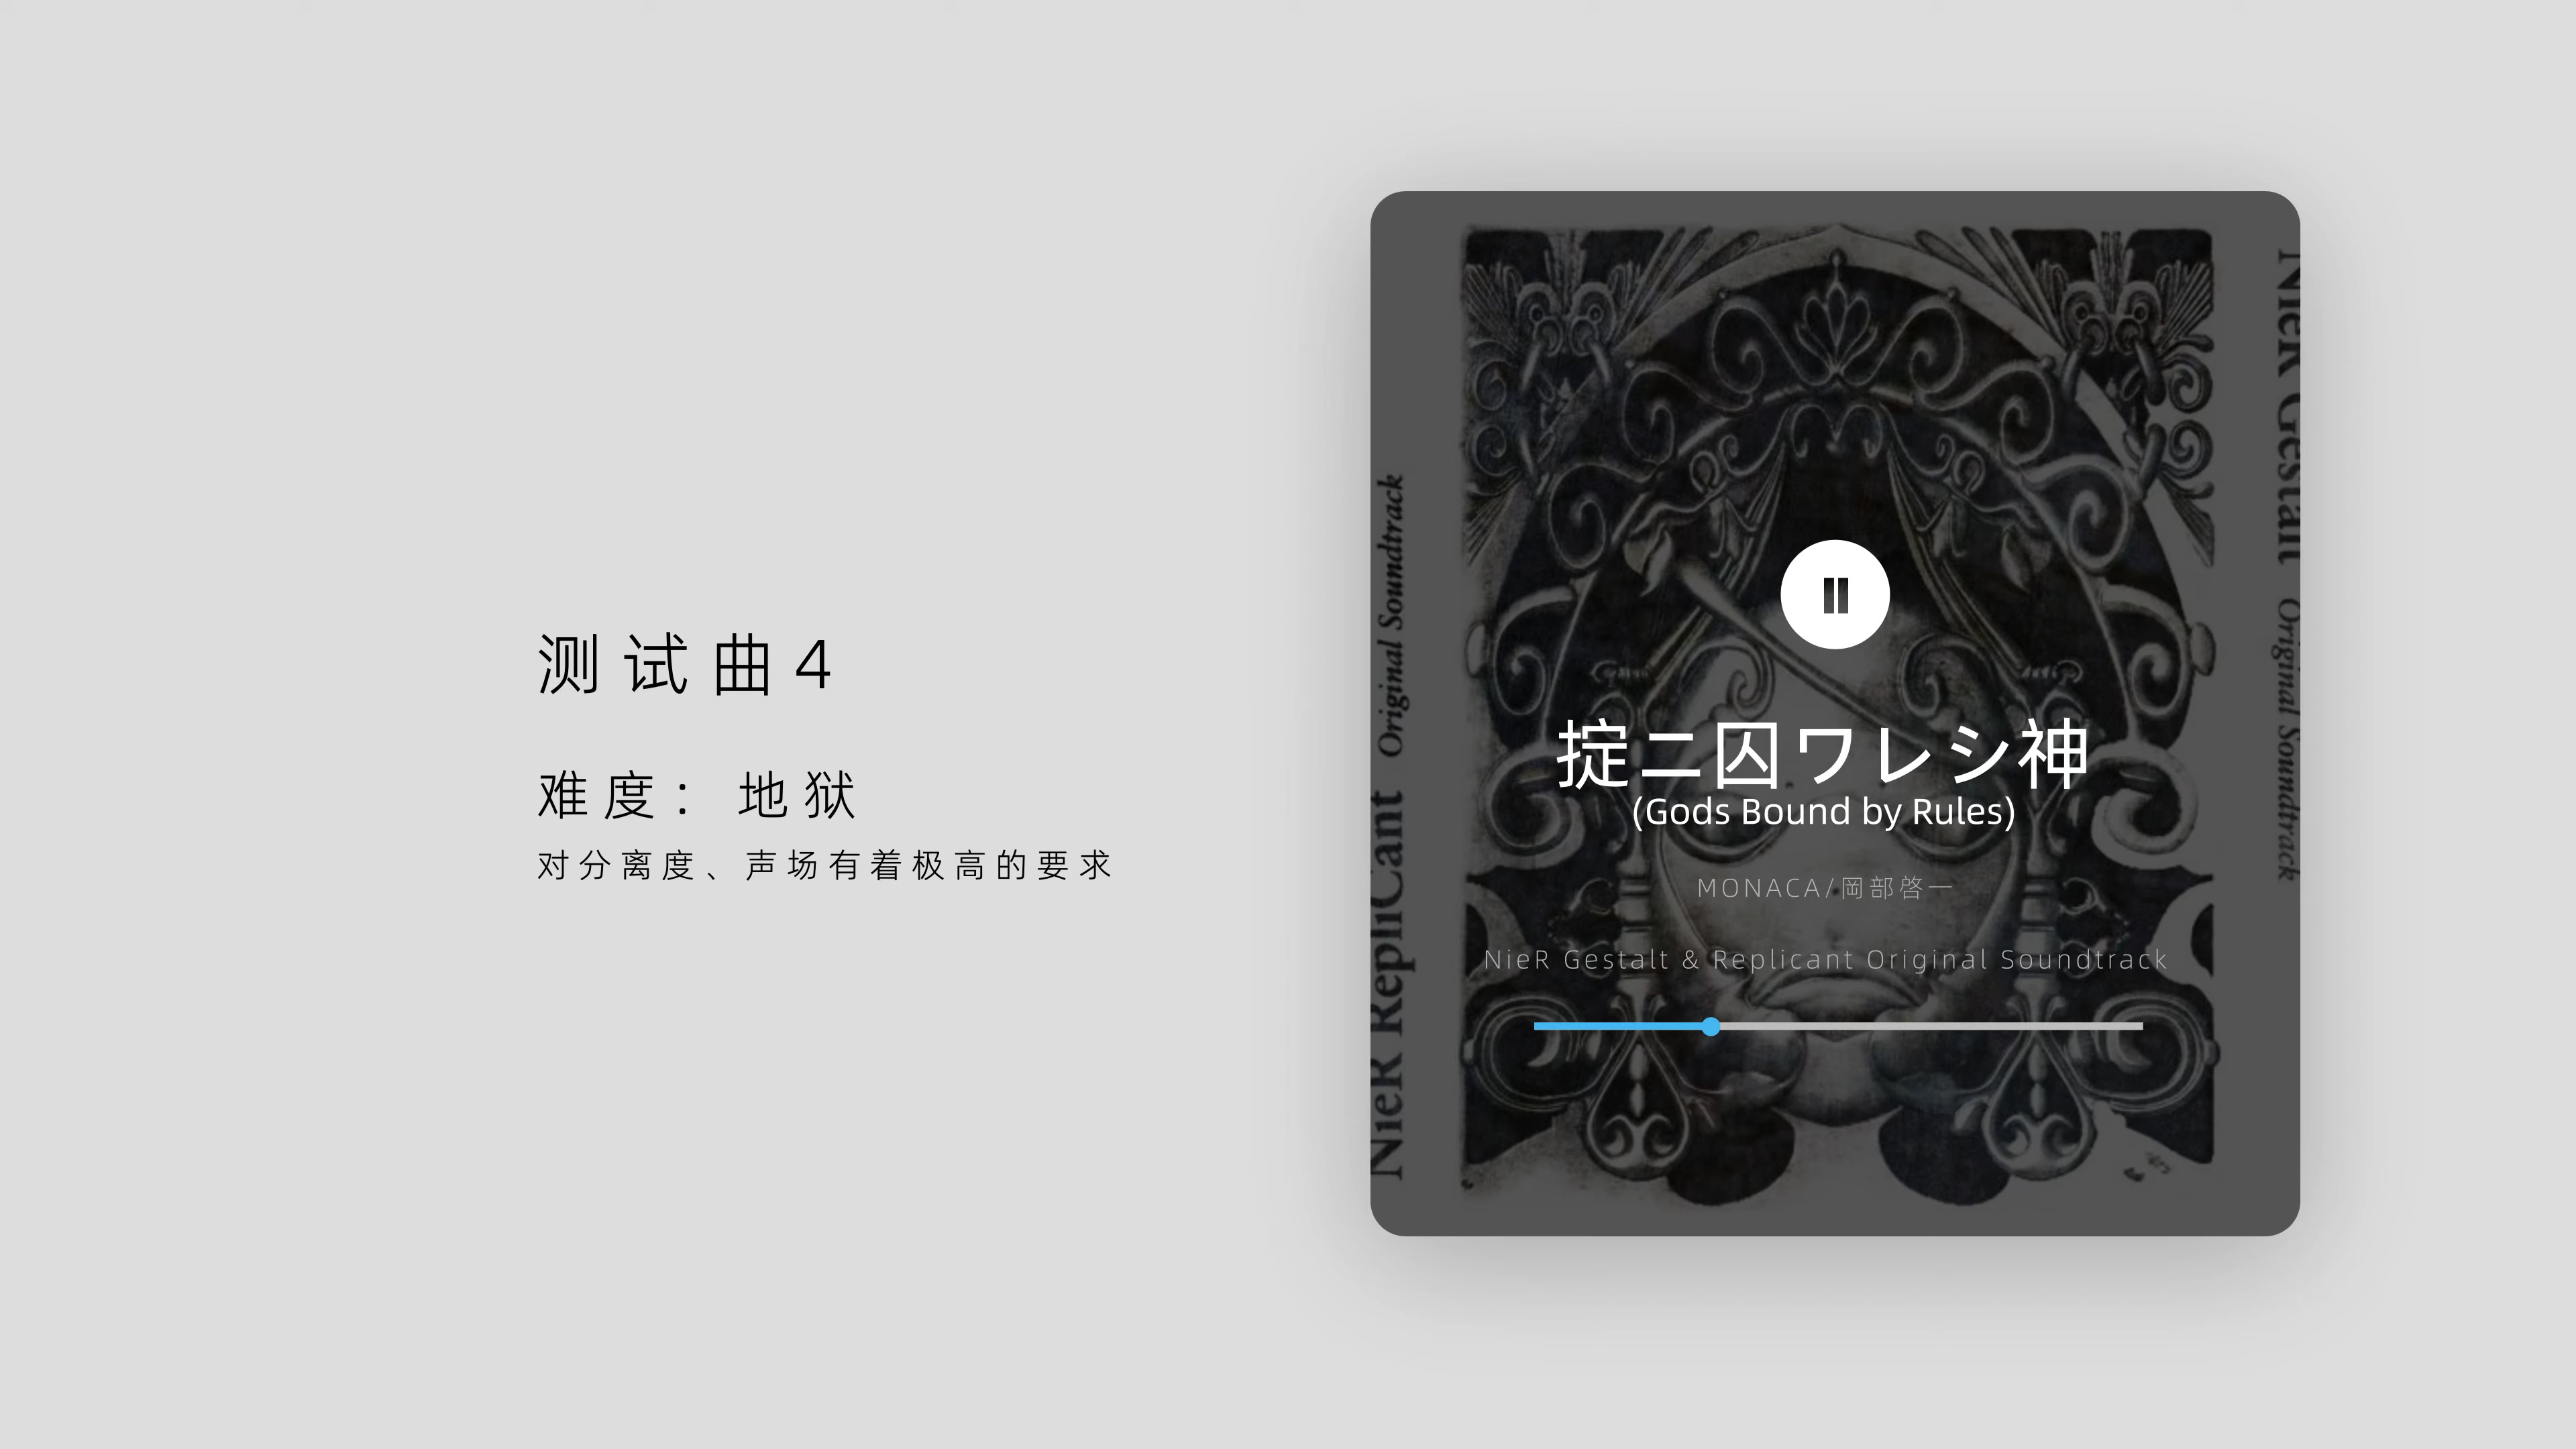 测试曲4
难度：地狱
对分离度、声场有着极高的要求
NieR RepliCant Original Soundtrack
掟ニ囚ワレシ神
(Gods Bound by Rules)
MONACA/岡部啓一
NieR Gestalt & Replicant Original Soundtrack
NieR Gestalt Original Soundtrack